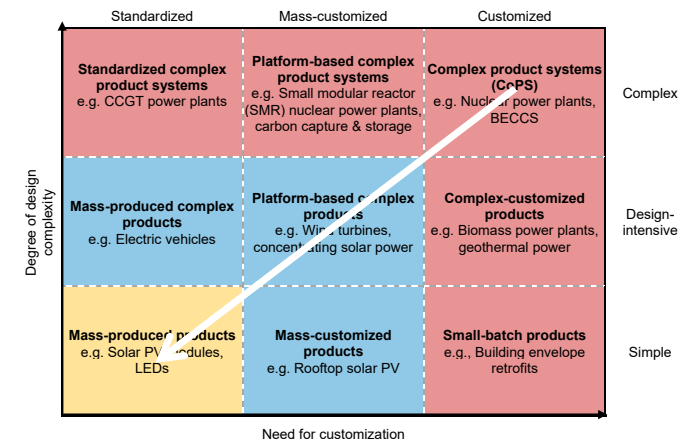 Standardized
Mass-customized
Customized
Degree of design
complexity
Standardized complex
product systems
e.g. CCGT power plants
Platform-based complex
product systems
e.g. Small modular reactor
(SMR) nuclear power plants,
carbon capture & storage
Complex product systems
(CoPS)
e.g. Nuclear power plants,
BECCS
Complex
Mass-produced complex
products
e.g. Electric vehicles
Platform-based complex
products
e.g. Wind turbines,
concentrating solar power
Complex-customized
products
e.g. Biomass power plants,
geothermal power
Design-
intensive
Mass-produced products
e.g. Solar PV modules,
LEDs
Mass-customized
products
e.g. Rooftop solar PV
Small-batch products
e.g., Building envelope
retrofits
Simple
Need for customization